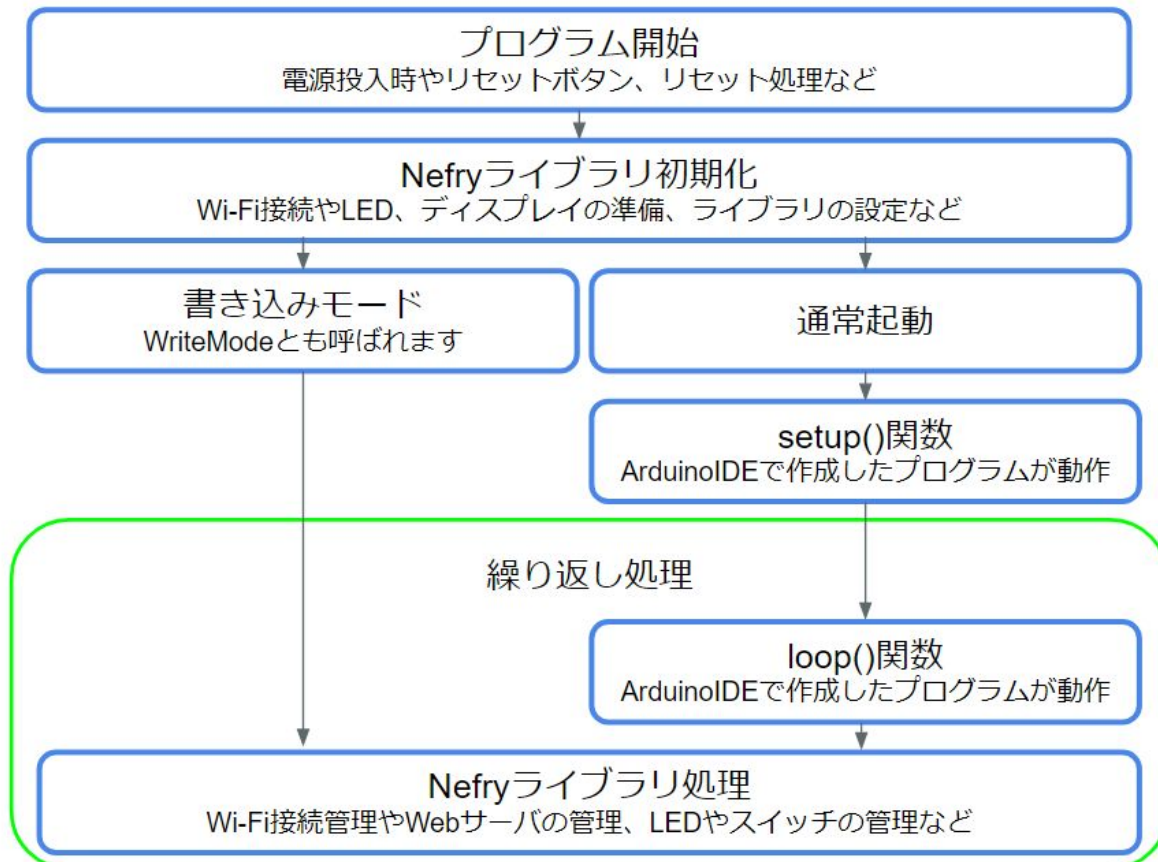 プログラム開始
電源投入時やリセットボタン、リセット処理など
Nefryライブラリ初期化
Wi-Fi接続やLED、ディスプレイの準備、ライブラリの設定など
書き込みモード
WriteModeとも呼ばれます
通常起動
setup()関数
ArduinoIDEで作成したプログラムが動作
繰り返し処理
loop()関数
ArduinoIDEで作成したプログラムが動作
Nefryライブラリ処理
Wi-Fi接続管理やWebサーバの管理、LEDやスイッチの管理など